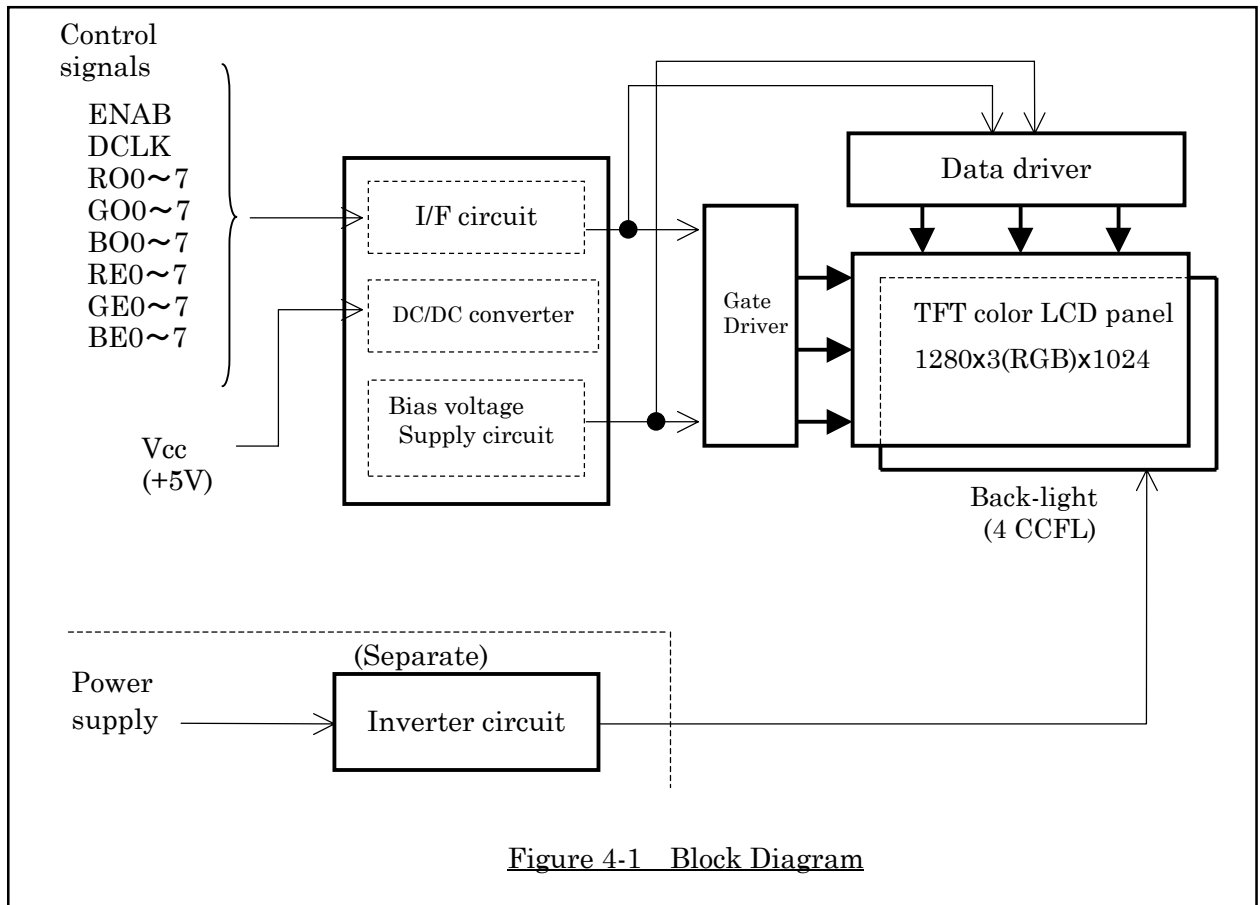 Control
signals
ENAB
DCLK
RO0～7
GO0～7
BO0～7
RE0～7
GE0～7
BE0～7
Vcc
(+5V)
I/F circuit
DC/DC converter
Bias voltage
Supply circuit
Gate
Driver
Data driver
TFT color LCD panel
1280x3(RGB)x1024
Back-light
(4 CCFL)
(Separate)
Power
supply
Inverter circuit
Figure 4-1 Block Diagram